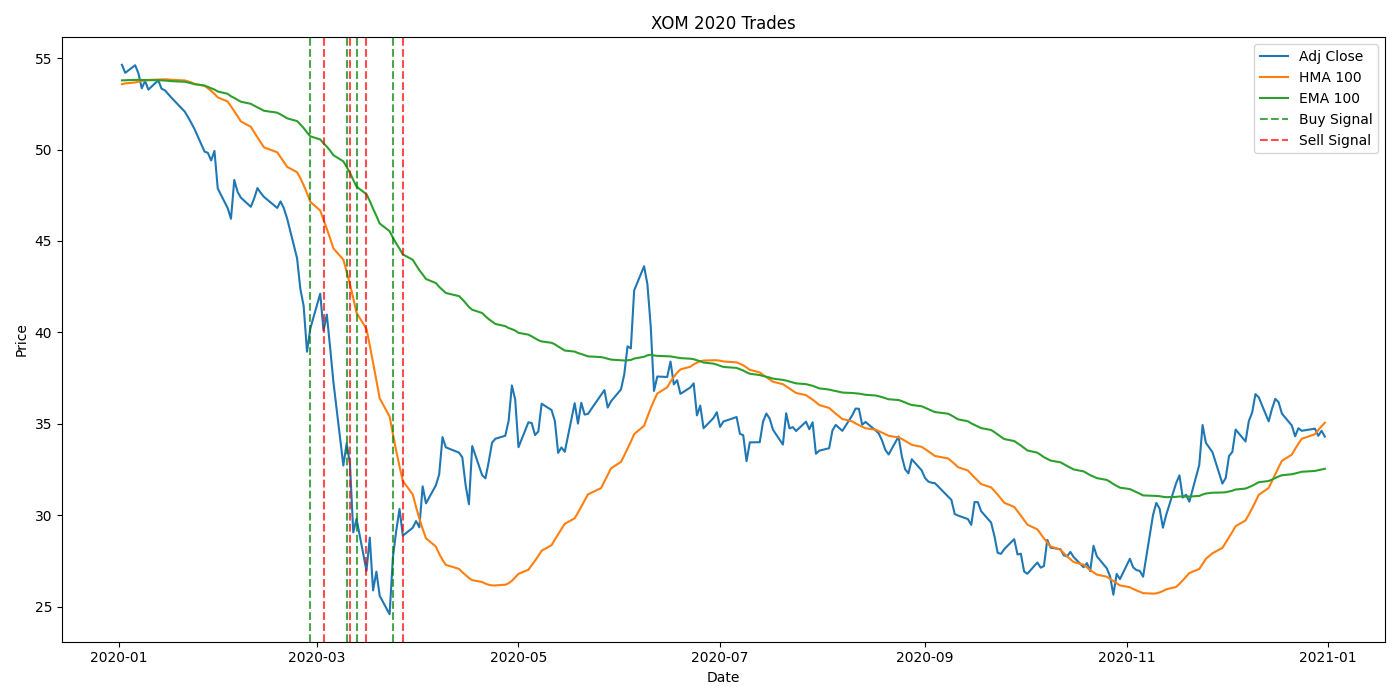 XOM 2020 Trades
Adj Close
HMA 100
EMA 100
Buy Signal
Sell Signal
Price
55
50
45
40
35
30
25
2020-01
2020-03
2020-05
2020-07
2020-09
2020-11
2021-01
Date